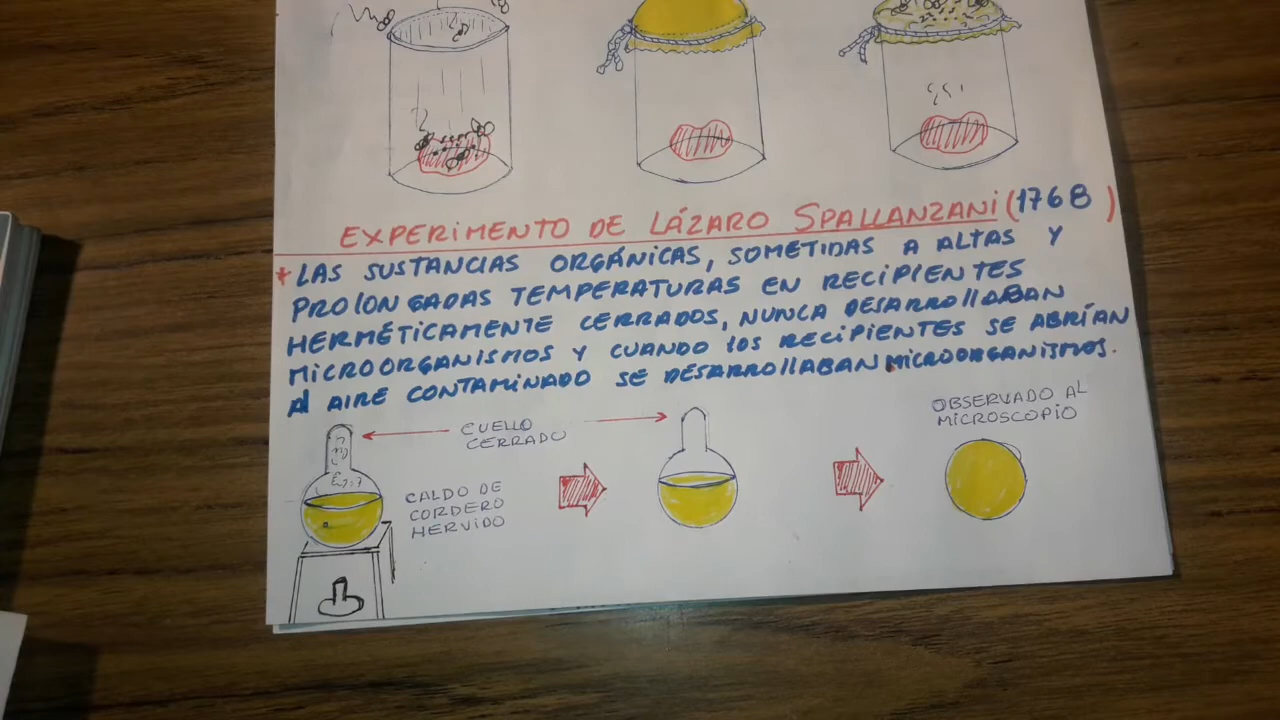 EXPERIMENTO DE LÁZARO SPALLANZANI (1768)
* LAS SUSTANCIAS ORGÁNICAS, SOMETIDAS A ALTAS Y
PROLONGADAS TEMPERATURAS EN RECIPIENTES
HERMÉTICAMENTE CERRADOS, NUNCA DESARROLLABAN
MICROORGANISMOS Y CUANDO LOS RECIPIENTES SE ABRÍAN
AL AIRE CONTAMINADO SE DESARROLLABAN MICROORGANISMOS.
CUELLO
CERRADO
CALDO DE
CORDERO
HERVIDO
OBSERVADO AL
MICROSCOPIO